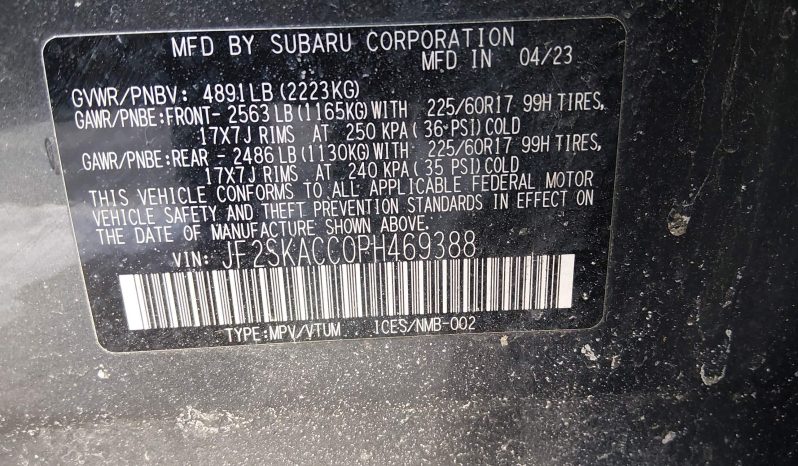 MFD BY SUBARU CORPORATION
MFD IN 04/23
GVWR/PNBV: 4891LB (2223KG)
GAWR/PNBE:FRONT- 2563 LB(1165KG)WITH 225/60R17 99H TIRES,
17X7J RIMS AT 250 KPA( 36 PSI) COLD
GAWR/PNBE:REAR - 2486 LB(1130KG)WITH 225/60R17 99H TIRES,
17X7J RIMS AT 240 KPA( 35 PSI) COLD
THIS VEHICLE CONFORMS TO ALL APPLICABLE FEDERAL MOTOR
VEHICLE SAFETY AND THEFT PREVENTION STANDARDS IN EFFECT ON
THE DATE OF MANUFACTURE SHOWN ABOVE.
VIN: JF2SKACC0PH469388
TYPE:MPV/VTUM ICES/NMB-002